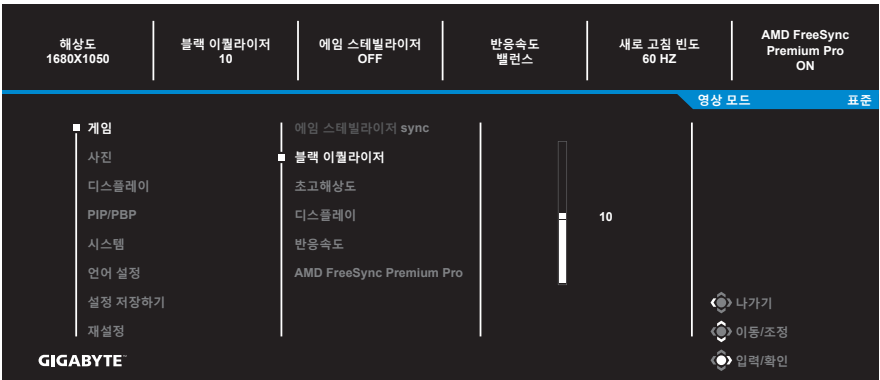 해상도
1680X1050
블랙 이퀄라이저
10
에임 스테빌라이저
OFF
반응속도
밸런스
새로 고침 빈도
60 HZ
AMD FreeSync
Premium Pro
ON
영상 모드 표준
게임
사진
디스플레이
PIP/PBP
시스템
언어 설정
설정 저장하기
재설정
에임 스테빌라이저 sync
블랙 이퀄라이저
초고해상도
디스플레이
반응속도
AMD FreeSync Premium Pro
10
나가기
이동/조정
입력/확인
GIGABYTE™